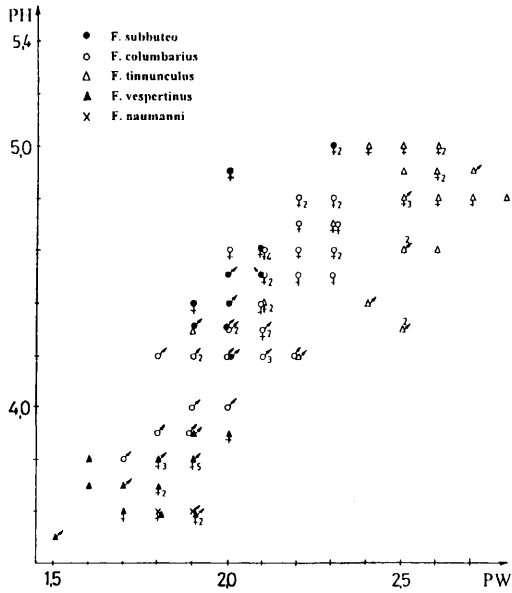 PH
5,4
F. subbuteo
F. columbarius
F. tinnunculus
F. vespertinus
F. naumanni
5,0
4,0
1,5 2,0 2,5 PW